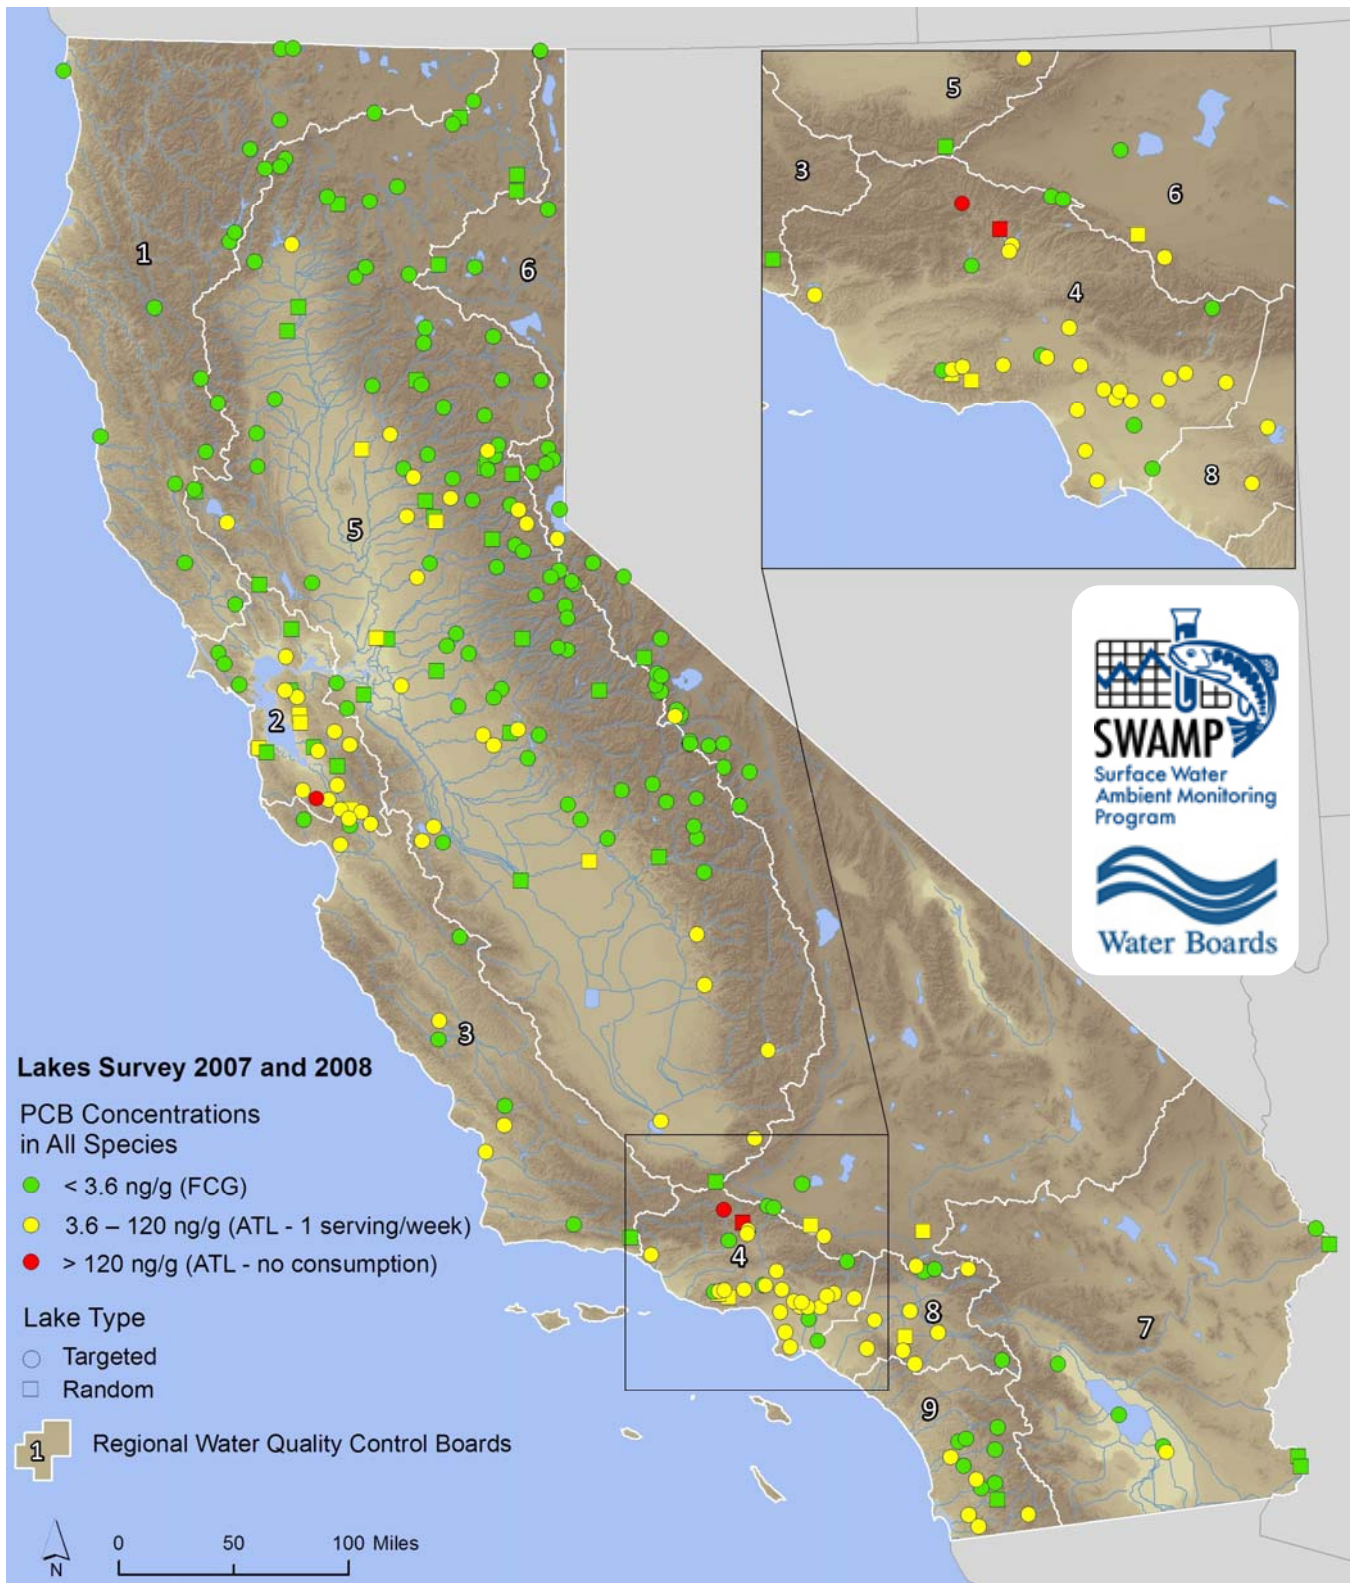 5
3
6
4
8
1
6
5
2
3
4
8
7
9
SWAMP
Surface Water
Ambient Monitoring
Program
Water Boards
Lakes Survey 2007 and 2008
PCB Concentrations
in All Species
< 3.6 ng/g (FCG)
3.6 – 120 ng/g (ATL - 1 serving/week)
> 120 ng/g (ATL - no consumption)
Lake Type
Targeted
Random
1 Regional Water Quality Control Boards
N
0 50 100 Miles